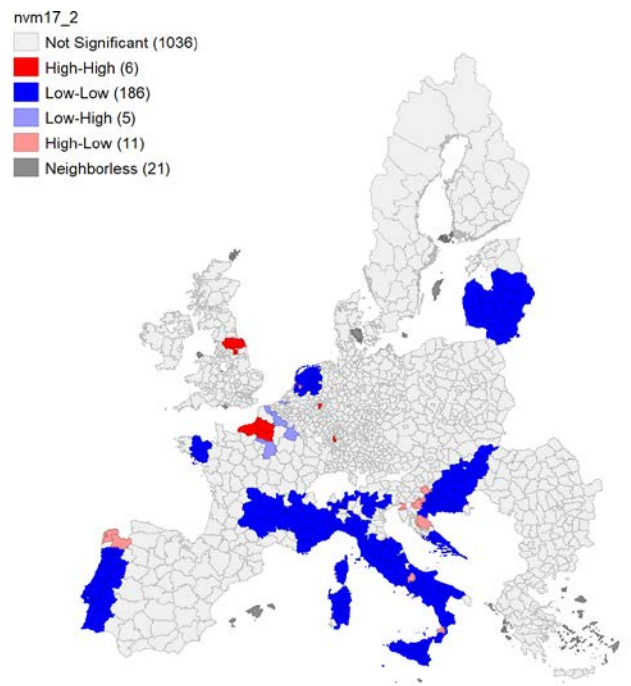 nvm17_2
Not Significant (1036)
High-High (6)
Low-Low (186)
Low-High (5)
High-Low (11)
Neighborless (21)